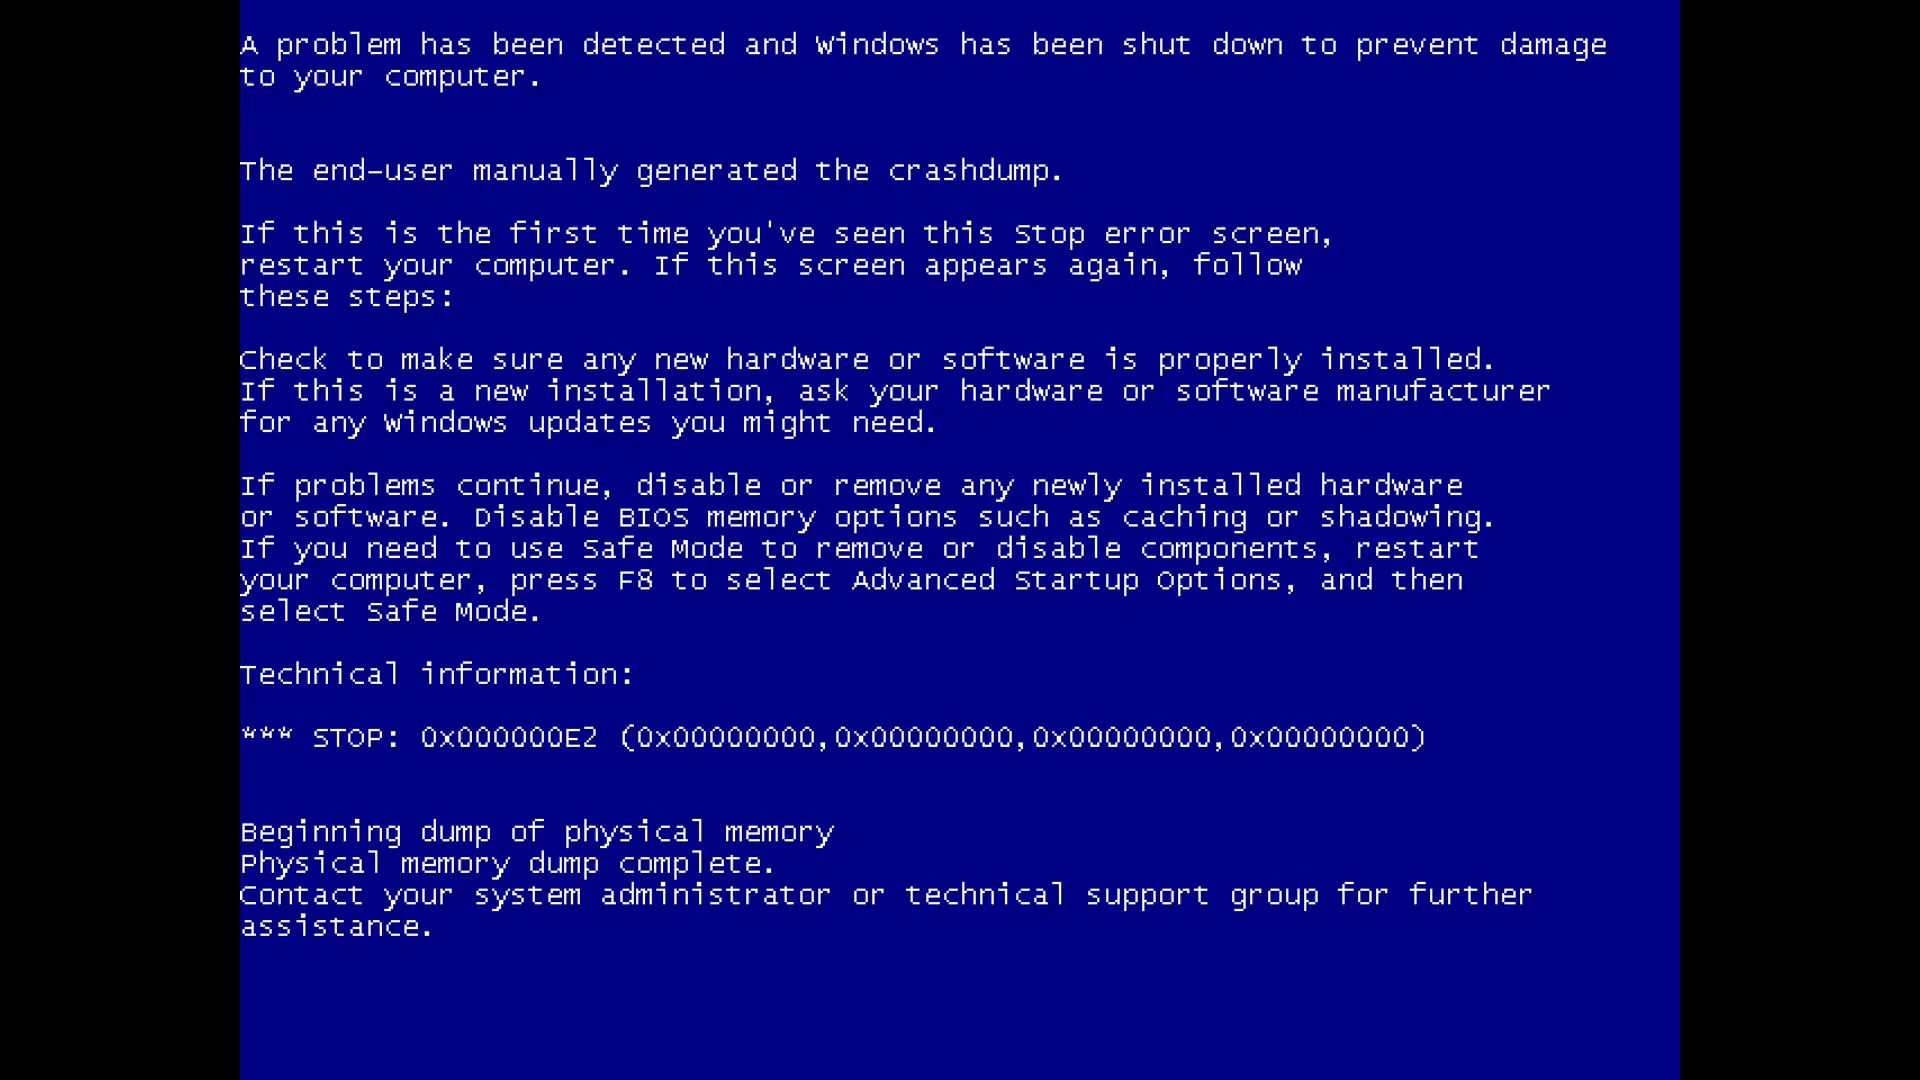 A problem has been detected and Windows has been shut down to prevent damage
to your computer.
The end-user manually generated the crashdump.
If this is the first time you've seen this Stop error screen,
restart your computer. If this screen appears again, follow
these steps:
Check to make sure any new hardware or software is properly installed.
If this is a new installation, ask your hardware or software manufacturer
for any Windows updates you might need.
If problems continue, disable or remove any newly installed hardware
or software. Disable BIOS memory options such as caching or shadowing.
If you need to use Safe Mode to remove or disable components, restart
your computer, press F8 to select Advanced Startup Options, and then
select Safe Mode.
Technical information:
*** STOP: 0x000000E2 (0x00000000,0x00000000,0x00000000,0x00000000)
Beginning dump of physical memory
Physical memory dump complete.
Contact your system administrator or technical support group for further
assistance.